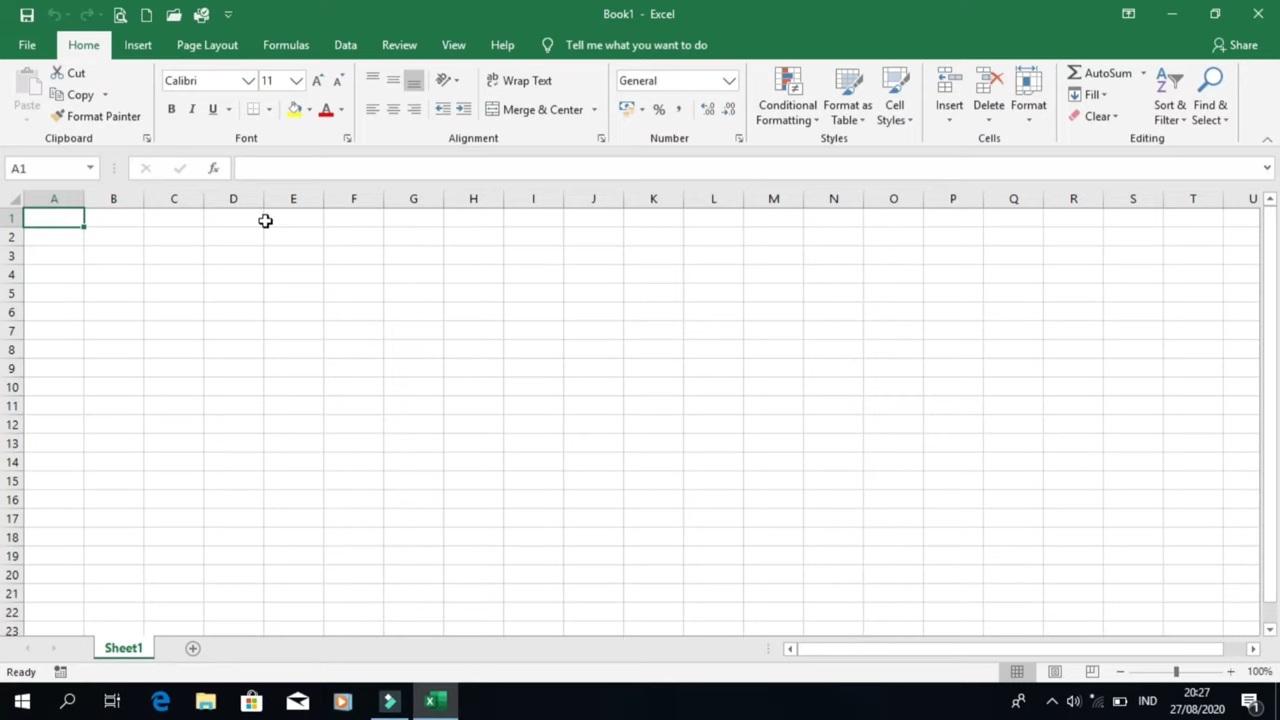 Book1 - Excel
File Home Insert Page Layout Formulas Data Review View Help Tell me what you want to do Share
Paste Cut Copy Format Painter Clipboard
Calibri 11 B I U A Font
Wrap Text Merge & Center Alignment
General % , Number
Conditional Formatting Format as Table Cell Styles Styles
Insert Delete Format Cells
AutoSum Fill Clear Sort & Filter Find & Select Editing
A1 fx
A B C D E F G H I J K L M N O P Q R S T U
1
2
3
4
5
6
7
8
9
10
11
12
13
14
15
16
17
18
19
20
21
22
23
Sheet1
Ready 100%
IND 20:27
27/08/2020 1